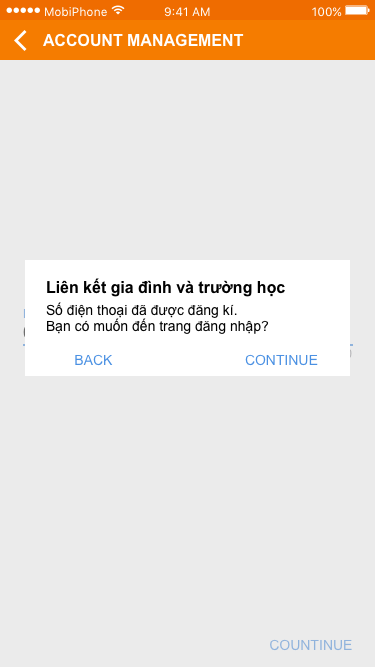 MobiPhone 9:41 AM 100%
ACCOUNT MANAGEMENT
Liên kết gia đình và trường học
Số điện thoại đã được đăng kí.
Bạn có muốn đến trang đăng nhập?
BACK CONTINUE
COUNTINUE